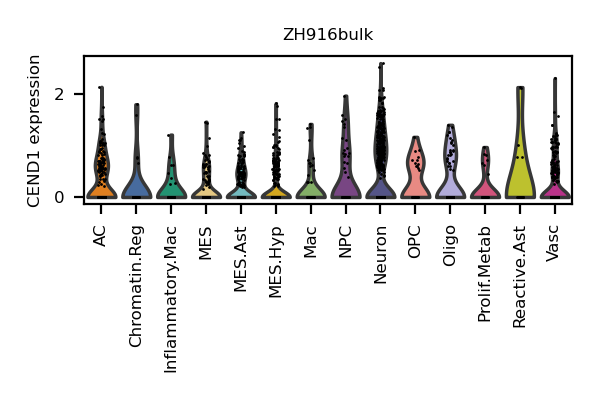 ZH916bulk
CEND1 expression
2
0
AC
Chromatin.Reg
Inflammatory.Mac
MES
MES.Ast
MES.Hyp
Mac
NPC
Neuron
OPC
Oligo
Prolif.Metab
Reactive.Ast
Vasc